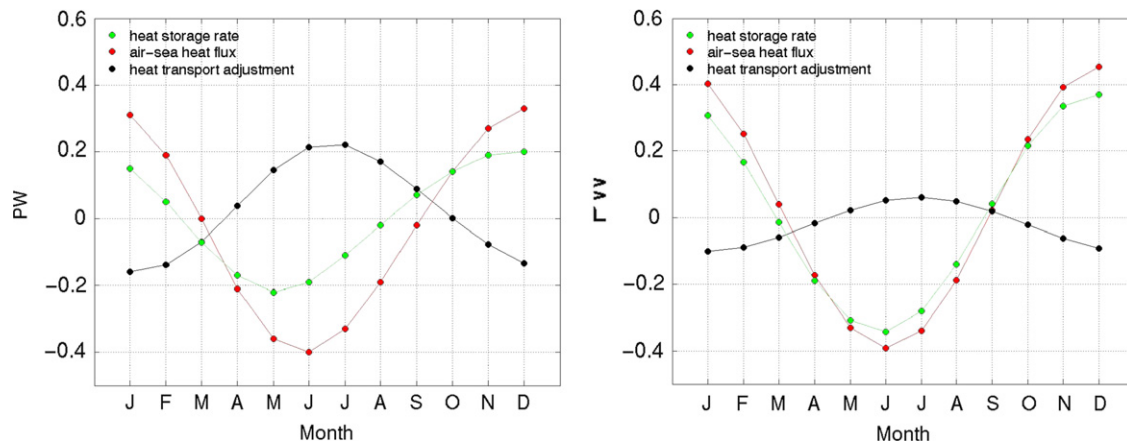 0.6
heat storage rate
air-sea heat flux
heat transport adjustment
0.4
0.2
0
−0.2
−0.4
PW
J F M A M J J A S O N D
Month
0.6
heat storage rate
air-sea heat flux
heat transport adjustment
0.4
0.2
0
−0.2
−0.4
J F M A M J J A S O N D
Month